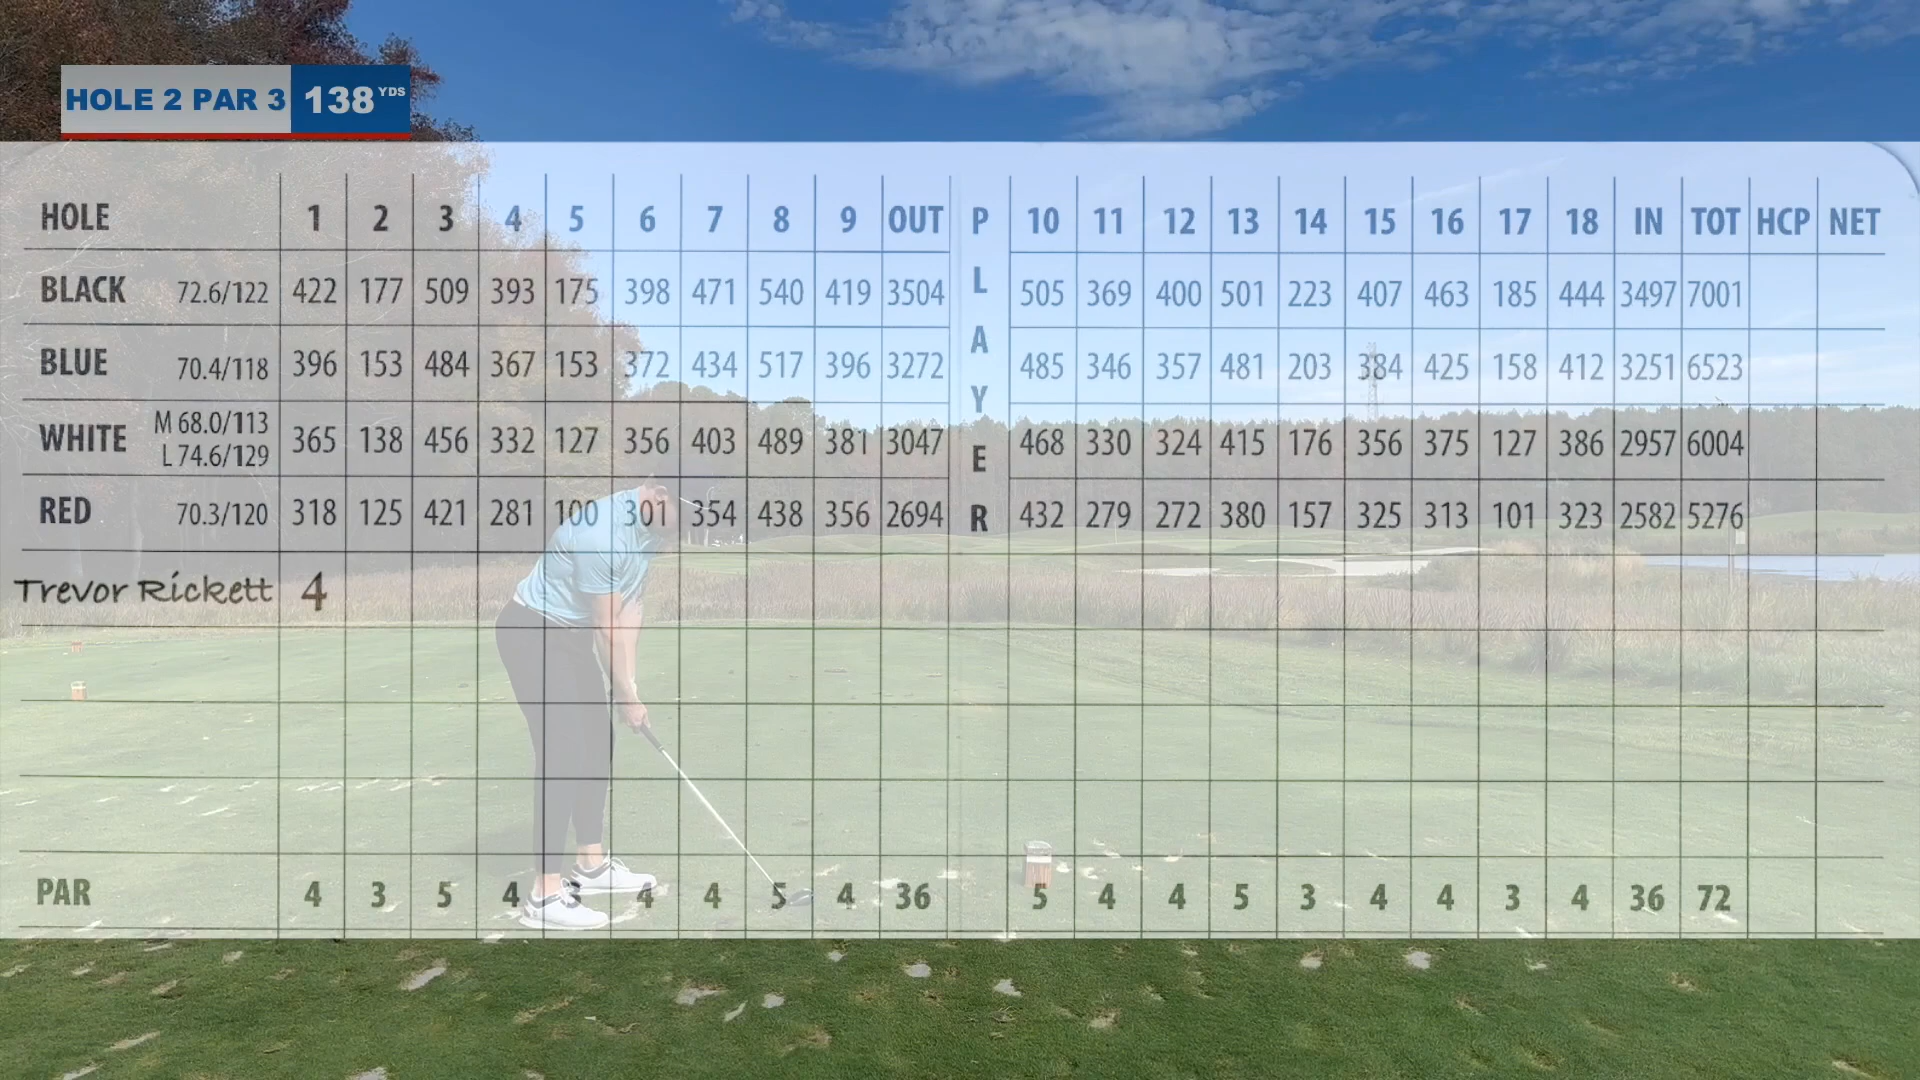 HOLE 2 PAR 3 138 YDS
HOLE 1 2 3 4 5 6 7 8 9 OUT PLAYER 10 11 12 13 14 15 16 17 18 IN TOT HCP NET
BLACK 72.6/122 422 177 509 393 175 398 471 540 419 3504 505 369 400 501 223 407 463 185 444 3497 7001
BLUE 70.4/118 396 153 484 367 153 372 434 517 396 3272 485 346 357 481 203 384 425 158 412 3251 6523
WHITE M 68.0/113 L 74.6/129 365 138 456 332 127 356 403 489 381 3047 468 330 324 415 176 356 375 127 386 2957 6004
RED 70.3/120 318 125 421 281 100 301 354 438 356 2694 432 279 272 380 157 325 313 101 323 2582 5276
Trevor Rickett 4
PAR 4 3 5 4 3 4 4 5 4 36 5 4 4 5 3 4 4 3 4 36 72